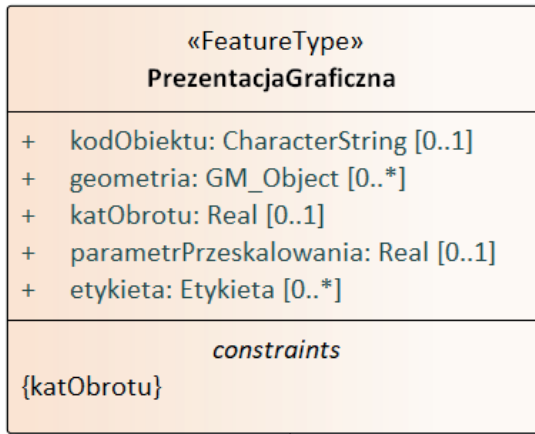 «FeatureType»
PrezentacjaGraficzna
+ kodObiektu: CharacterString [0..1]
+ geometria: GM_Object [0..*]
+ katObrotu: Real [0..1]
+ parametrPrzeskalowania: Real [0..1]
+ etykieta: Etykieta [0..*]
constraints
{katObrotu}